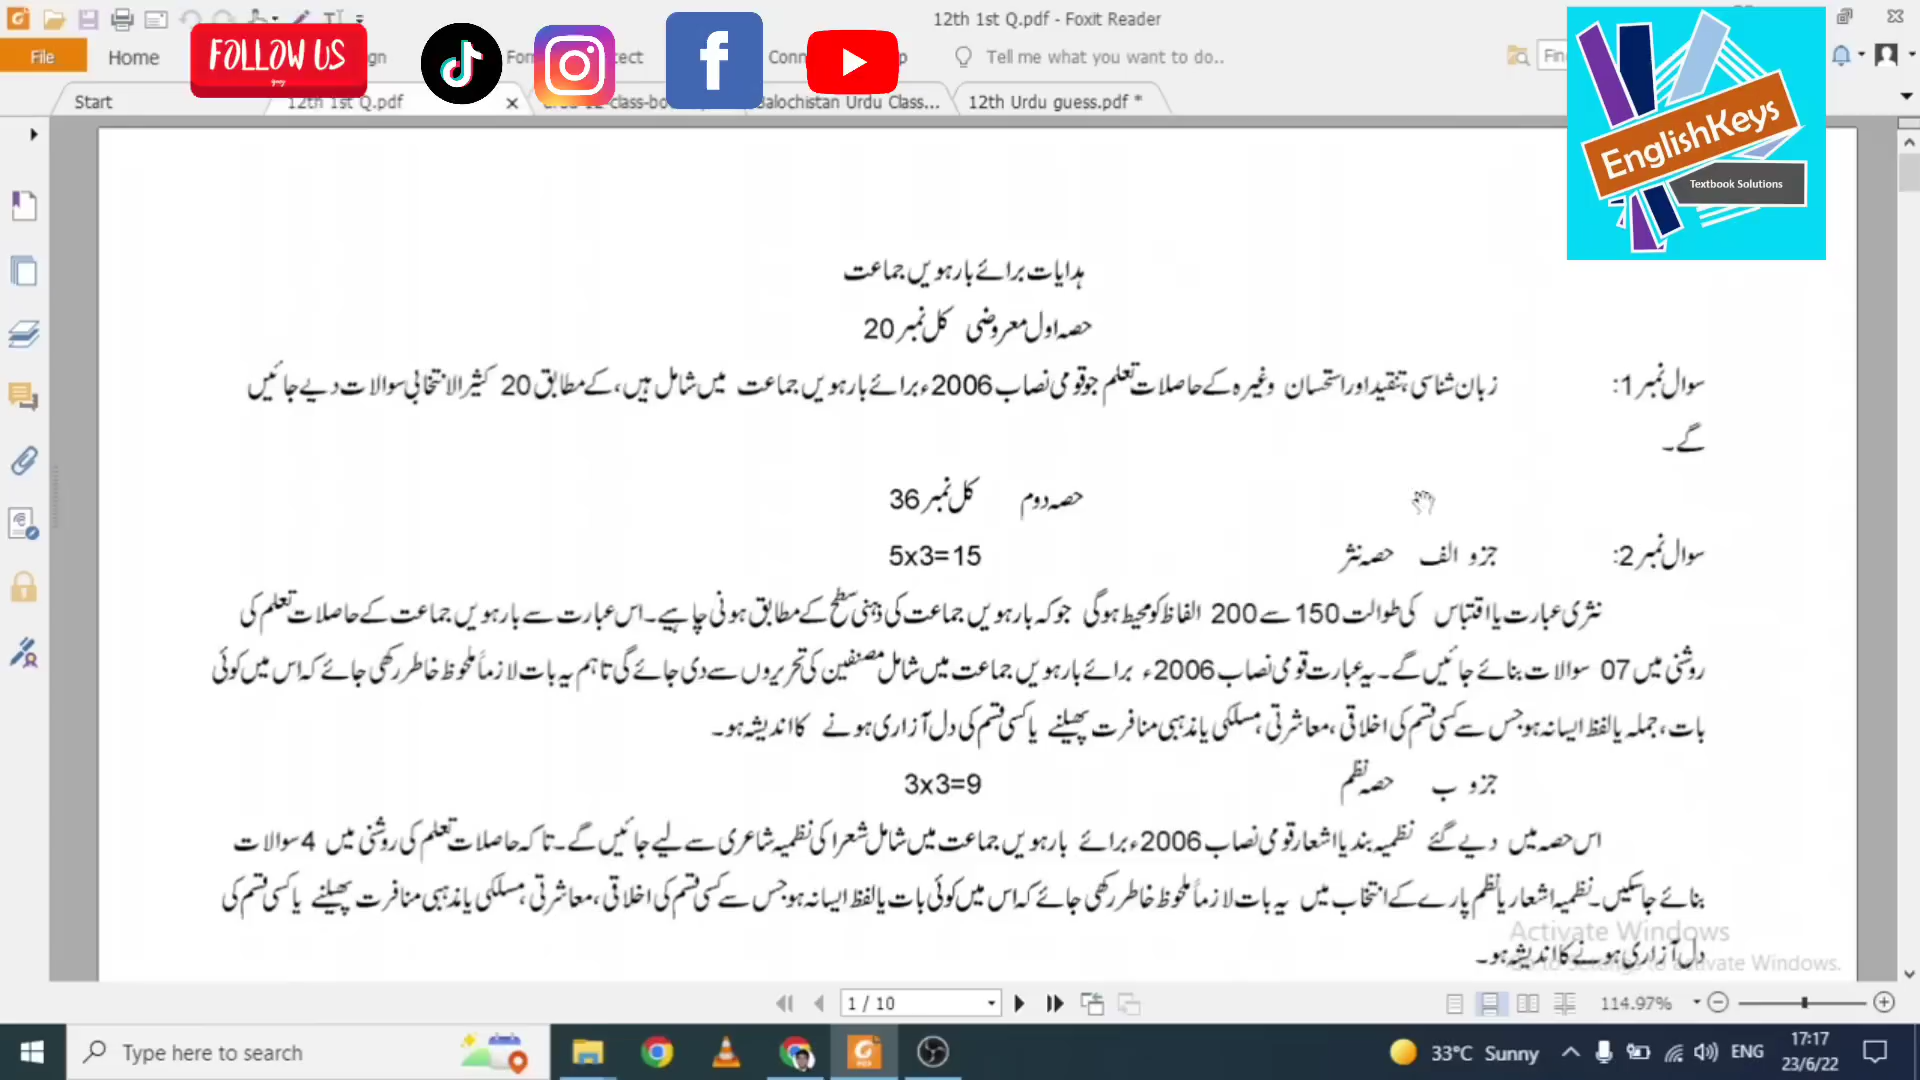 12th 1st Q.pdf - Foxit Reader
File
Home
FOLLOW US
Tell me what you want to do..
Start
12th 1st Q.pdf
Balochistan Urdu Class...
12th Urdu guess.pdf *
EnglishKeys
Textbook Solutions
ہدایات برائے بارہویں جماعت
حصہ اول معروضی کل نمبر 20
سوال نمبر 1: زبان شناسی ،تنقید اور استحسان وغیرہ کے حاصلات تعلم جو قومی نصاب 2006ء برائے بارہویں جماعت میں شامل ہیں، کے مطابق 20 کثیر الانتخابی سوالات دیے جائیں
گے۔
حصہ دوم کل نمبر 36
سوال نمبر 2: جزو الف حصہ نثر 5x3=15
نثری عبارت یا اقتباس کی طوالت 150 سے 200 الفاظ کو محیط ہوگی جو کہ بارہویں جماعت کی ذہنی سطح کے مطابق ہونی چاہیے۔ اس عبارت سے بارہویں جماعت کے حاصلات تعلم کی
روشنی میں 07 سوالات بنائے جائیں گے۔ یہ عبارت قومی نصاب 2006ء برائے بارہویں جماعت میں شامل مصنفین کی تحریروں سے دی جائے گی تاہم یہ بات لازماً ملحوظ خاطر رکھی جائے کہ اس میں کوئی
بات، جملہ یا لفظ ایسا نہ ہو جس سے کسی قسم کی اخلاقی، معاشرتی، مسلکی یا مذہبی منافرت پھیلنے یا کسی قسم کی دل آزاری ہونے کا اندیشہ ہو۔
جزو ب حصہ نظم 3x3=9
اس حصہ میں دیے گئے نظمیہ بند یا اشعار قومی نصاب 2006ء برائے بارہویں جماعت میں شامل شعرا کی نظمیہ شاعری سے لیے جائیں گے۔ تاکہ حاصلات تعلم کی روشنی میں 4 سوالات
بنائے جاسکیں۔ نظمیہ اشعار یا نظم پارے کے انتخاب میں یہ بات لازماً ملحوظ خاطر رکھی جائے کہ اس میں کوئی بات یا لفظ ایسا نہ ہو جس سے کسی قسم کی اخلاقی، معاشرتی، مسلکی یا مذہبی منافرت پھیلنے یا کسی قسم کی
دل آزاری ہونے کا اندیشہ ہو۔
Activate Windows
Go to Settings to activate Windows.
1 / 10
114.97%
Type here to search
33°C Sunny
ENG
17:17
23/6/22